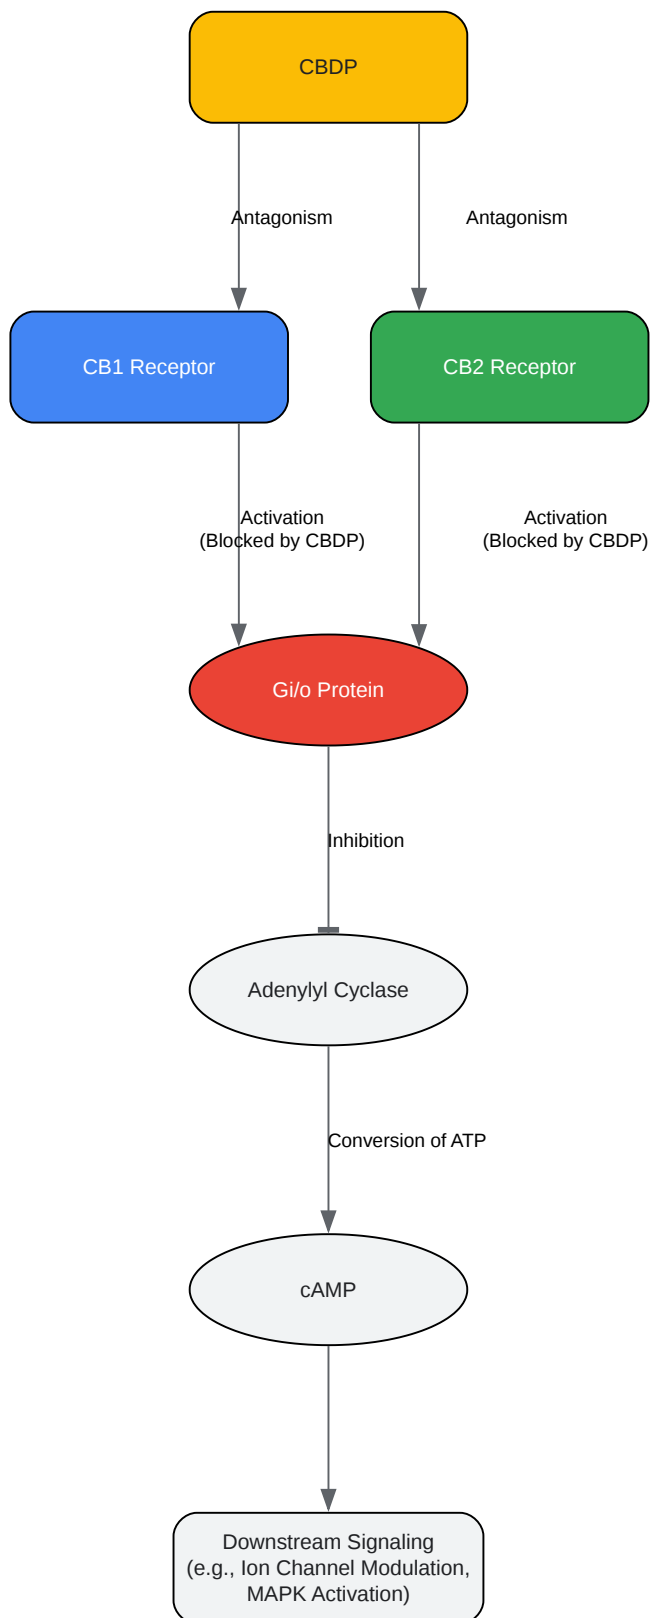 CBDP
Antagonism
Antagonism
CB1 Receptor
CB2 Receptor
Activation
(Blocked by CBDP)
Activation
(Blocked by CBDP)
Gi/o Protein
Inhibition
Adenylyl Cyclase
Conversion of ATP
cAMP
Downstream Signaling
(e.g., Ion Channel Modulation,
MAPK Activation)